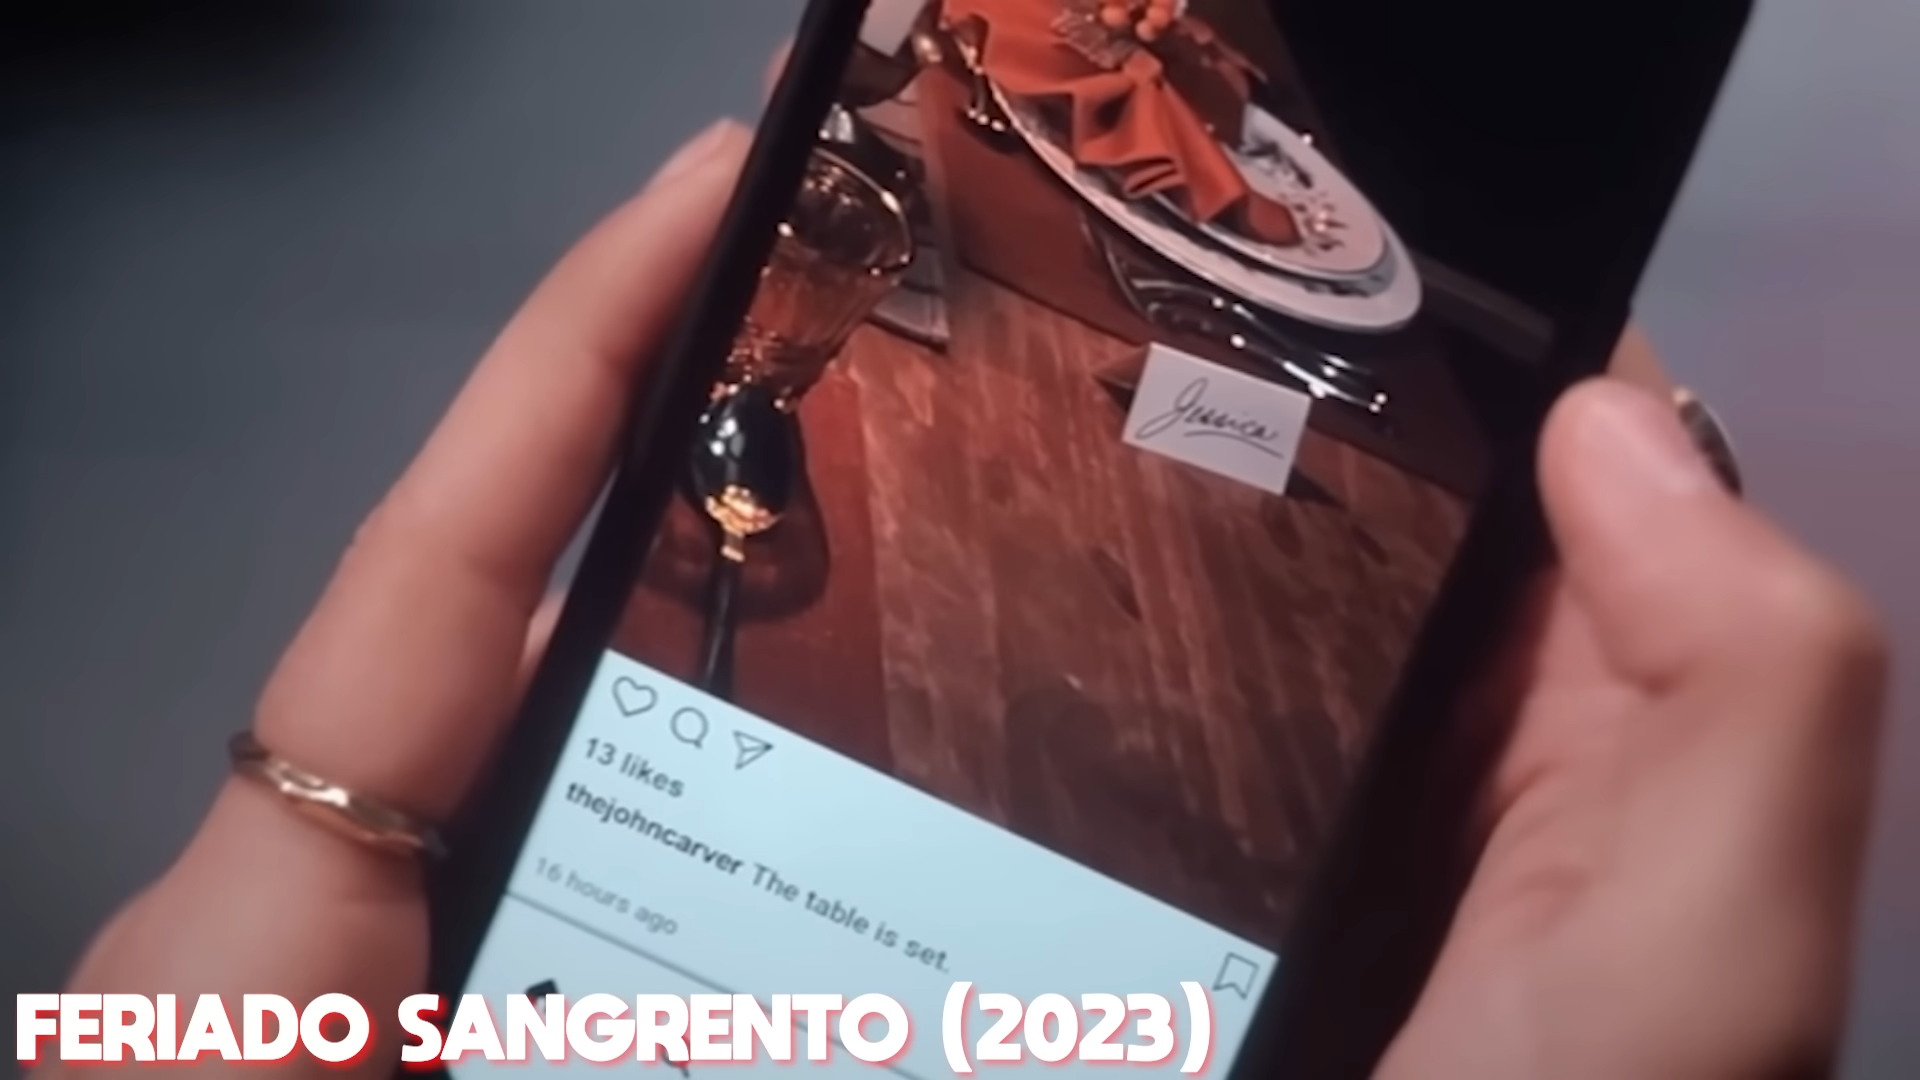 Jessica
13 likes
thejohncarver The table is set.
16 hours ago
FERIADO SANGRENTO (2023)